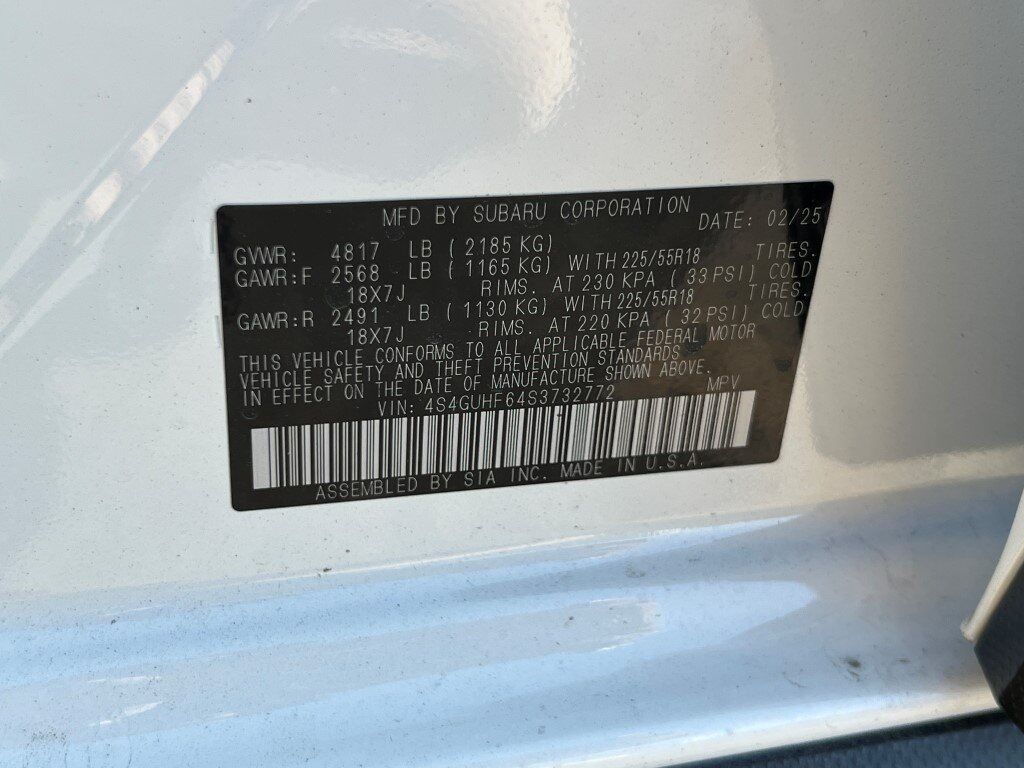 MFD BY SUBARU CORPORATION DATE: 02/25
GVWR: 4817 LB ( 2185 KG)
GAWR:F 2568 LB ( 1165 KG) WITH 225/55R18 TIRES.
18X7J RIMS. AT 230 KPA ( 33 PSI) COLD
GAWR:R 2491 LB ( 1130 KG) WITH 225/55R18 TIRES.
18X7J RIMS. AT 220 KPA ( 32 PSI) COLD
THIS VEHICLE CONFORMS TO ALL APPLICABLE FEDERAL MOTOR
VEHICLE SAFETY AND THEFT PREVENTION STANDARDS
IN EFFECT ON THE DATE OF MANUFACTURE SHOWN ABOVE.
VIN: 4S4GUHF64S3732772 MPV
ASSEMBLED BY SIA INC. MADE IN U.S.A.